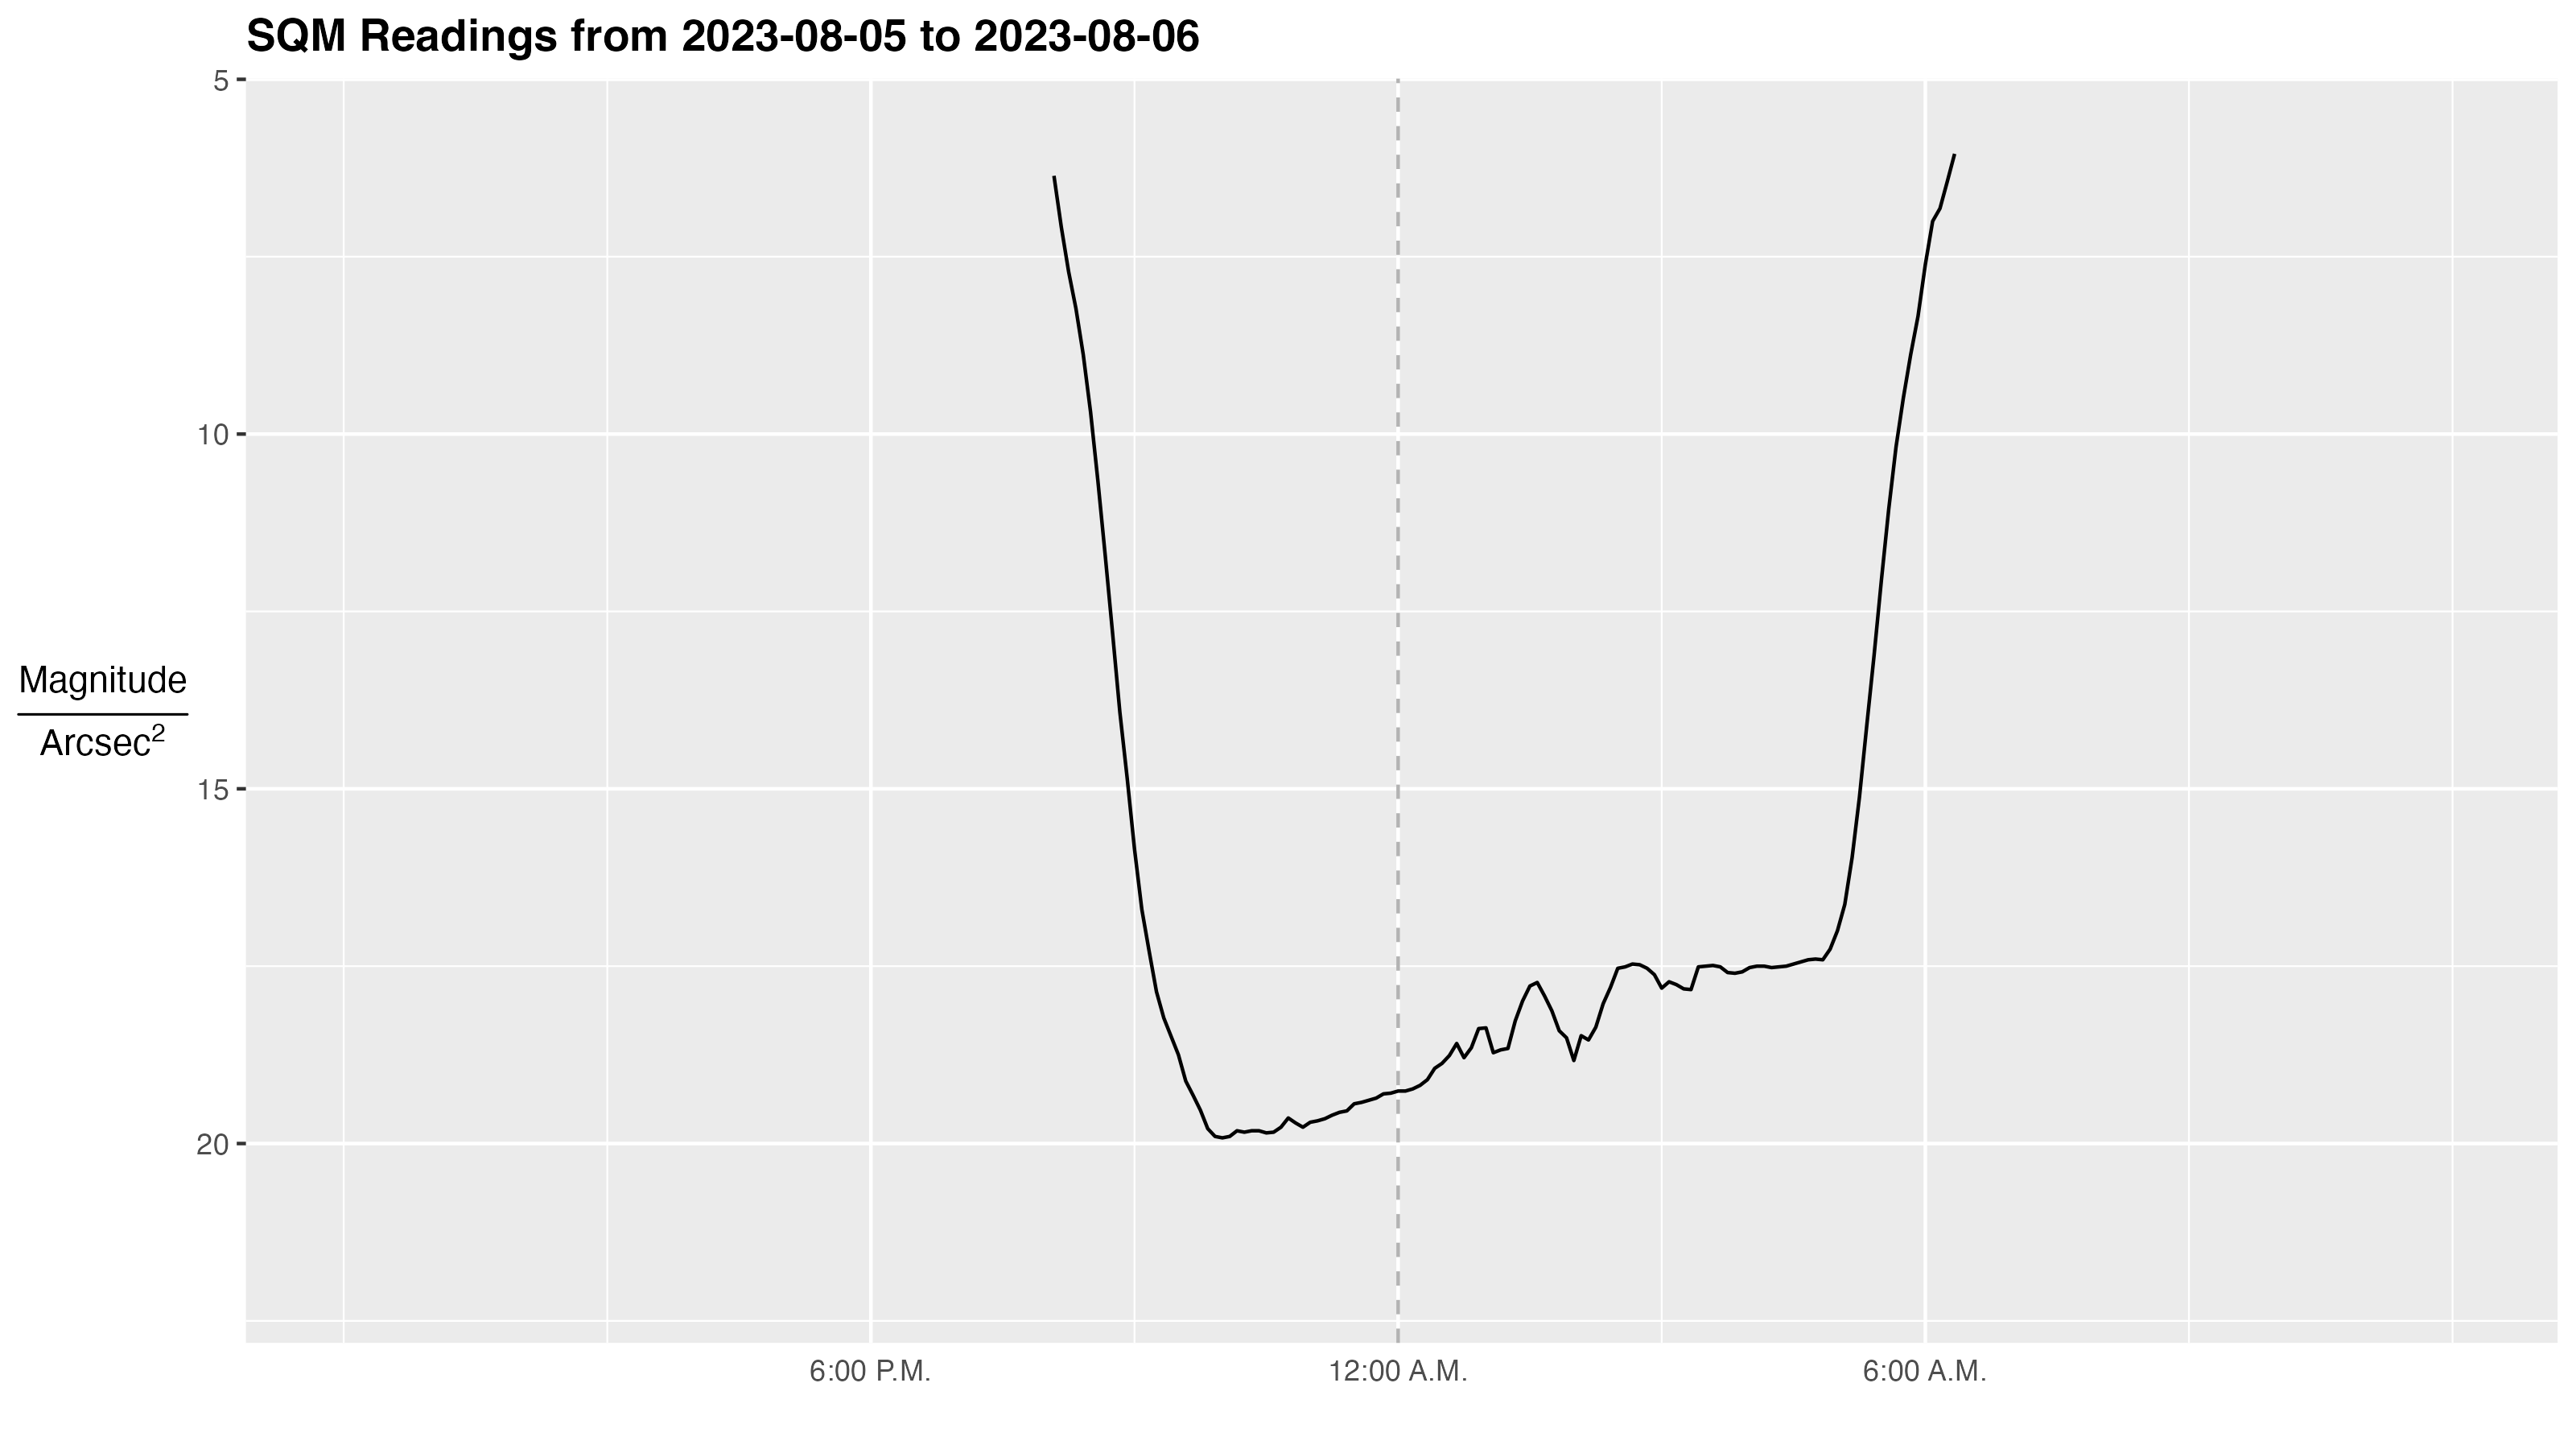 SQM Readings from 2023-08-05 to 2023-08-06
5
10
15
20
Magnitude
Arcsec²
6:00 P.M.
12:00 A.M.
6:00 A.M.